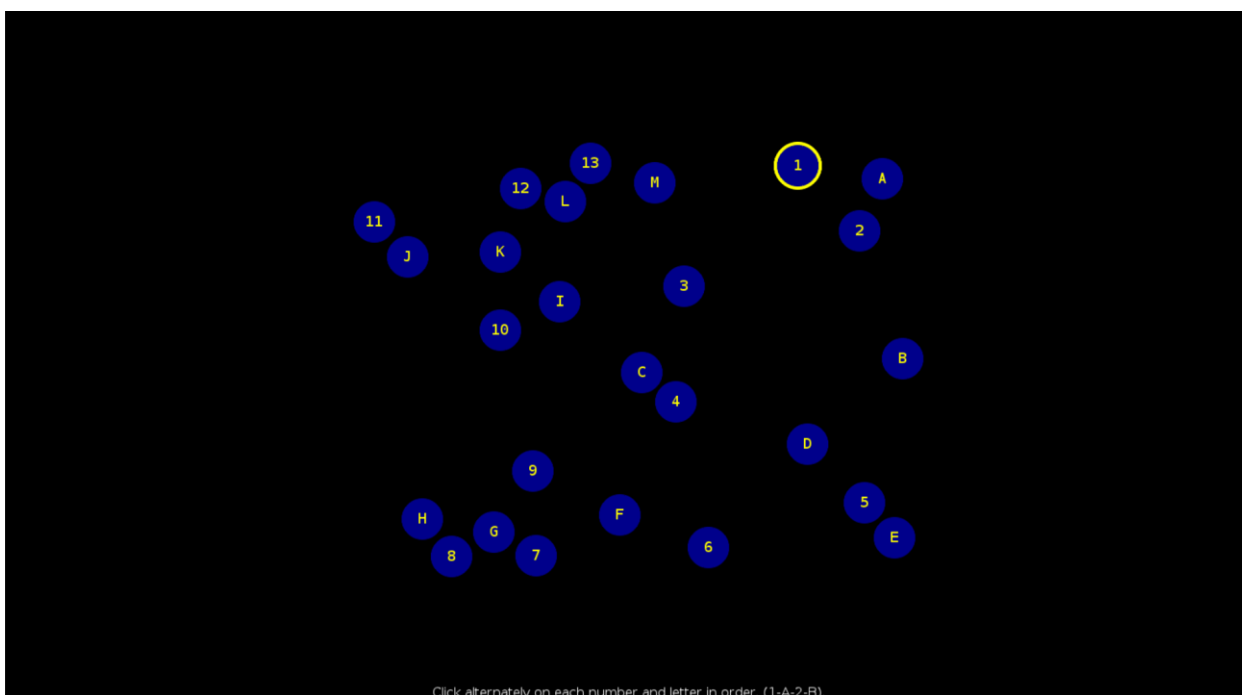 13
1
M
A
12
L
11
2
K
J
3
I
10
B
C
4
D
9
5
F
H
G
E
6
7
8
Click alternately on each number and letter in order. (1-A-2-B)